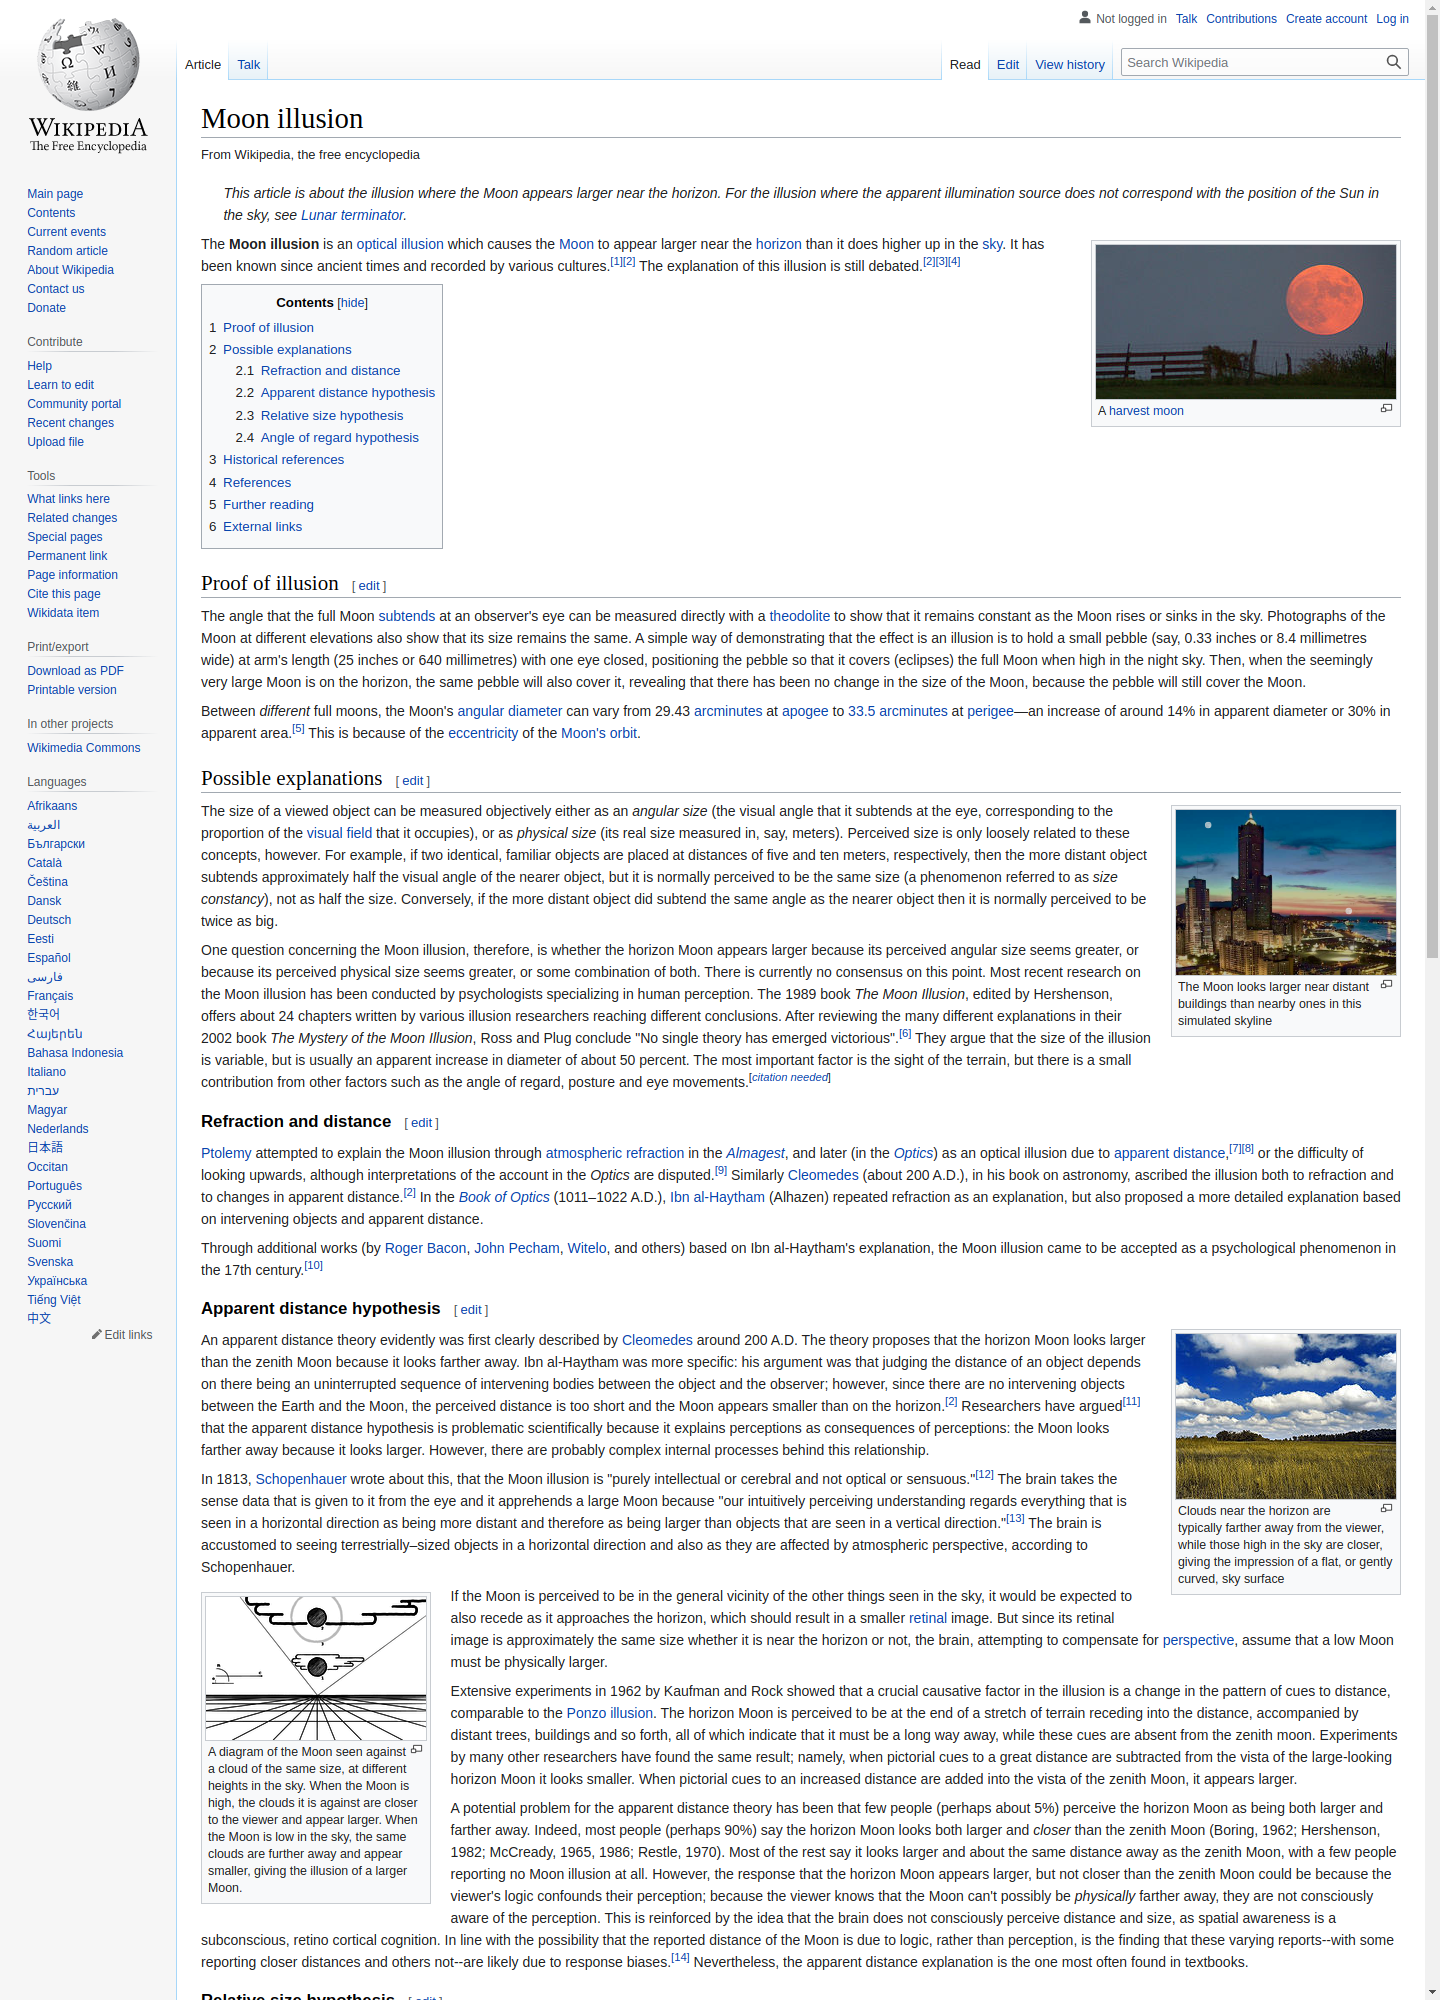 Not logged in Talk Contributions Create account Log in
Article Talk Read Edit View history Search Wikipedia
WIKIPEDIA
The Free Encyclopedia
Main page
Contents
Current events
Random article
About Wikipedia
Contact us
Donate
Contribute
Help
Learn to edit
Community portal
Recent changes
Upload file
Tools
What links here
Related changes
Special pages
Permanent link
Page information
Cite this page
Wikidata item
Print/export
Download as PDF
Printable version
In other projects
Wikimedia Commons
Languages
Afrikaans
العربية
Български
Català
Čeština
Dansk
Deutsch
Eesti
Español
فارسی
Français
한국어
Հայերեն
Bahasa Indonesia
Italiano
עברית
Magyar
Nederlands
日本語
Occitan
Português
Русский
Slovenčina
Suomi
Svenska
Українська
Tiếng Việt
中文
Edit links
Moon illusion
From Wikipedia, the free encyclopedia
This article is about the illusion where the Moon appears larger near the horizon. For the illusion where the apparent illumination source does not correspond with the position of the Sun in
the sky, see Lunar terminator.
The Moon illusion is an optical illusion which causes the Moon to appear larger near the horizon than it does higher up in the sky. It has
been known since ancient times and recorded by various cultures.[1][2] The explanation of this illusion is still debated.[2][3][4]
A harvest moon
Contents [hide]
1 Proof of illusion
2 Possible explanations
2.1 Refraction and distance
2.2 Apparent distance hypothesis
2.3 Relative size hypothesis
2.4 Angle of regard hypothesis
3 Historical references
4 References
5 Further reading
6 External links
Proof of illusion [ edit ]
The angle that the full Moon subtends at an observer's eye can be measured directly with a theodolite to show that it remains constant as the Moon rises or sinks in the sky. Photographs of the
Moon at different elevations also show that its size remains the same. A simple way of demonstrating that the effect is an illusion is to hold a small pebble (say, 0.33 inches or 8.4 millimetres
wide) at arm's length (25 inches or 640 millimetres) with one eye closed, positioning the pebble so that it covers (eclipses) the full Moon when high in the night sky. Then, when the seemingly
very large Moon is on the horizon, the same pebble will also cover it, revealing that there has been no change in the size of the Moon, because the pebble will still cover the Moon.
Between different full moons, the Moon's angular diameter can vary from 29.43 arcminutes at apogee to 33.5 arcminutes at perigee—an increase of around 14% in apparent diameter or 30% in
apparent area.[5] This is because of the eccentricity of the Moon's orbit.
Possible explanations [ edit ]
The size of a viewed object can be measured objectively either as an angular size (the visual angle that it subtends at the eye, corresponding to the
proportion of the visual field that it occupies), or as physical size (its real size measured in, say, meters). Perceived size is only loosely related to these
concepts, however. For example, if two identical, familiar objects are placed at distances of five and ten meters, respectively, then the more distant object
subtends approximately half the visual angle of the nearer object, but it is normally perceived to be the same size (a phenomenon referred to as size
constancy), not as half the size. Conversely, if the more distant object did subtend the same angle as the nearer object then it is normally perceived to be
twice as big.
The Moon looks larger near distant
buildings than nearby ones in this
simulated skyline
One question concerning the Moon illusion, therefore, is whether the horizon Moon appears larger because its perceived angular size seems greater, or
because its perceived physical size seems greater, or some combination of both. There is currently no consensus on this point. Most recent research on
the Moon illusion has been conducted by psychologists specializing in human perception. The 1989 book The Moon Illusion, edited by Hershenson,
offers about 24 chapters written by various illusion researchers reaching different conclusions. After reviewing the many different explanations in their
2002 book The Mystery of the Moon Illusion, Ross and Plug conclude "No single theory has emerged victorious".[6] They argue that the size of the illusion
is variable, but is usually an apparent increase in diameter of about 50 percent. The most important factor is the sight of the terrain, but there is a small
contribution from other factors such as the angle of regard, posture and eye movements.[citation needed]
Refraction and distance [ edit ]
Ptolemy attempted to explain the Moon illusion through atmospheric refraction in the Almagest, and later (in the Optics) as an optical illusion due to apparent distance,[7][8] or the difficulty of
looking upwards, although interpretations of the account in the Optics are disputed.[9] Similarly Cleomedes (about 200 A.D.), in his book on astronomy, ascribed the illusion both to refraction and
to changes in apparent distance.[2] In the Book of Optics (1011–1022 A.D.), Ibn al-Haytham (Alhazen) repeated refraction as an explanation, but also proposed a more detailed explanation based
on intervening objects and apparent distance.
Through additional works (by Roger Bacon, John Pecham, Witelo, and others) based on Ibn al-Haytham's explanation, the Moon illusion came to be accepted as a psychological phenomenon in
the 17th century.[10]
Apparent distance hypothesis [ edit ]
An apparent distance theory evidently was first clearly described by Cleomedes around 200 A.D. The theory proposes that the horizon Moon looks larger
than the zenith Moon because it looks farther away. Ibn al-Haytham was more specific: his argument was that judging the distance of an object depends
on there being an uninterrupted sequence of intervening bodies between the object and the observer; however, since there are no intervening objects
between the Earth and the Moon, the perceived distance is too short and the Moon appears smaller than on the horizon.[2] Researchers have argued[11]
that the apparent distance hypothesis is problematic scientifically because it explains perceptions as consequences of perceptions: the Moon looks
farther away because it looks larger. However, there are probably complex internal processes behind this relationship.
Clouds near the horizon are
typically farther away from the viewer,
while those high in the sky are closer,
giving the impression of a flat, or gently
curved, sky surface
In 1813, Schopenhauer wrote about this, that the Moon illusion is "purely intellectual or cerebral and not optical or sensuous."[12] The brain takes the
sense data that is given to it from the eye and it apprehends a large Moon because "our intuitively perceiving understanding regards everything that is
seen in a horizontal direction as being more distant and therefore as being larger than objects that are seen in a vertical direction."[13] The brain is
accustomed to seeing terrestrially–sized objects in a horizontal direction and also as they are affected by atmospheric perspective, according to
Schopenhauer.
A diagram of the Moon seen against
a cloud of the same size, at different
heights in the sky. When the Moon is
high, the clouds it is against are closer
to the viewer and appear larger. When
the Moon is low in the sky, the same
clouds are further away and appear
smaller, giving the illusion of a larger
Moon.
If the Moon is perceived to be in the general vicinity of the other things seen in the sky, it would be expected to
also recede as it approaches the horizon, which should result in a smaller retinal image. But since its retinal
image is approximately the same size whether it is near the horizon or not, the brain, attempting to compensate for perspective, assume that a low Moon
must be physically larger.
Extensive experiments in 1962 by Kaufman and Rock showed that a crucial causative factor in the illusion is a change in the pattern of cues to distance,
comparable to the Ponzo illusion. The horizon Moon is perceived to be at the end of a stretch of terrain receding into the distance, accompanied by
distant trees, buildings and so forth, all of which indicate that it must be a long way away, while these cues are absent from the zenith moon. Experiments
by many other researchers have found the same result; namely, when pictorial cues to a great distance are subtracted from the vista of the large-looking
horizon Moon it looks smaller. When pictorial cues to an increased distance are added into the vista of the zenith Moon, it appears larger.
A potential problem for the apparent distance theory has been that few people (perhaps about 5%) perceive the horizon Moon as being both larger and
farther away. Indeed, most people (perhaps 90%) say the horizon Moon looks both larger and closer than the zenith Moon (Boring, 1962; Hershenson,
1982; McCready, 1965, 1986; Restle, 1970). Most of the rest say it looks larger and about the same distance away as the zenith Moon, with a few people
reporting no Moon illusion at all. However, the response that the horizon Moon appears larger, but not closer than the zenith Moon could be because the
viewer's logic confounds their perception; because the viewer knows that the Moon can't possibly be physically farther away, they are not consciously
aware of the perception. This is reinforced by the idea that the brain does not consciously perceive distance and size, as spatial awareness is a
subconscious, retino cortical cognition. In line with the possibility that the reported distance of the Moon is due to logic, rather than perception, is the finding that these varying reports--with some
reporting closer distances and others not--are likely due to response biases.[14] Nevertheless, the apparent distance explanation is the one most often found in textbooks.
Relative size hypothesis [ edit ]